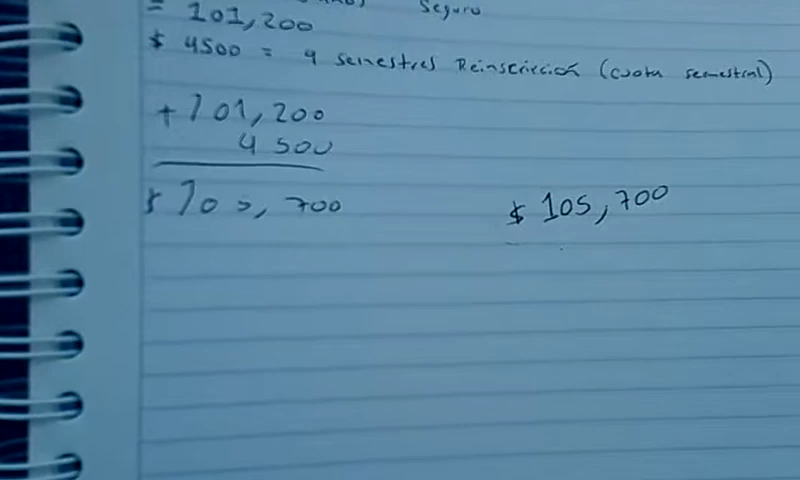 Seguro
= 101,200
$ 4500 = 9 semestres Reinscripción (cuota semestral)
+ 101,200
4 500
$ 105, 700
$ 105,700